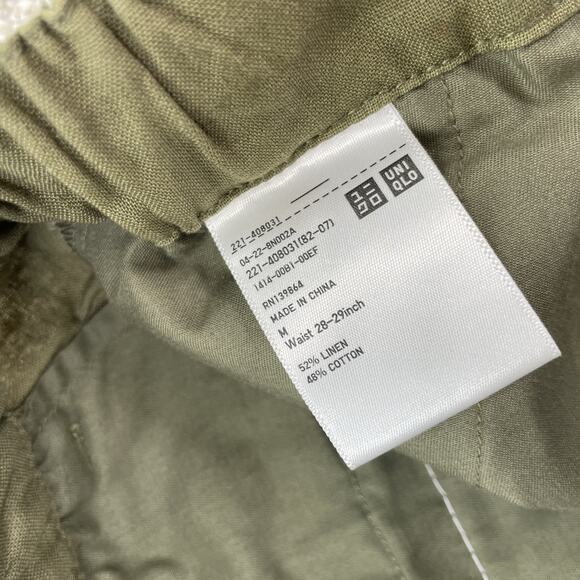 ユニ
クロ
UNI
QLO
221-408031
04-22-8N002A
221-408031(82-07)
1414-0081-00EF
RN139864
MADE IN CHINA
M
Waist 28-29inch
52% LINEN
48% COTTON